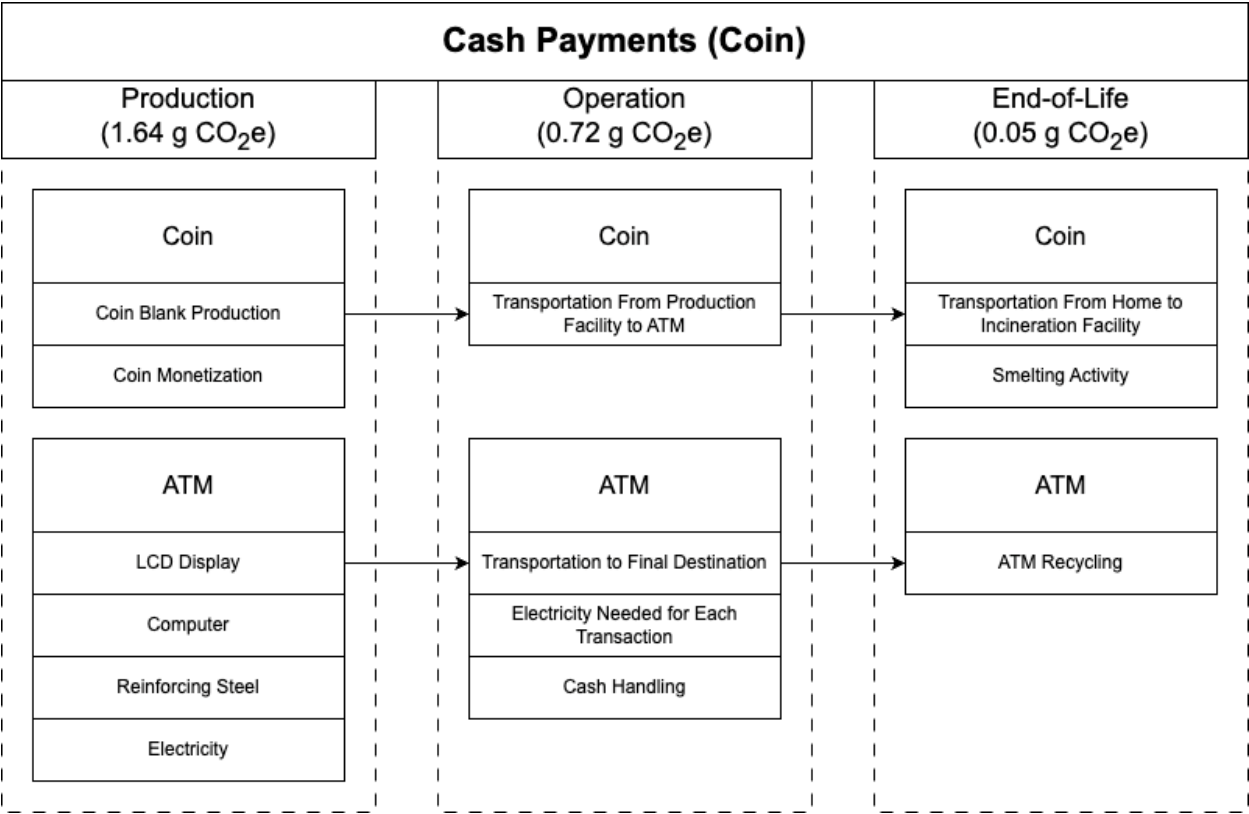 Cash Payments (Coin)
Production
(1.64 g CO₂e)
Operation
(0.72 g CO₂e)
End-of-Life
(0.05 g CO₂e)
Coin
Coin Blank Production
Coin Monetization
Coin
Transportation From Production
Facility to ATM
Coin
Transportation From Home to
Incineration Facility
Smelting Activity
ATM
LCD Display
Computer
Reinforcing Steel
Electricity
ATM
Transportation to Final Destination
Electricity Needed for Each
Transaction
Cash Handling
ATM
ATM Recycling